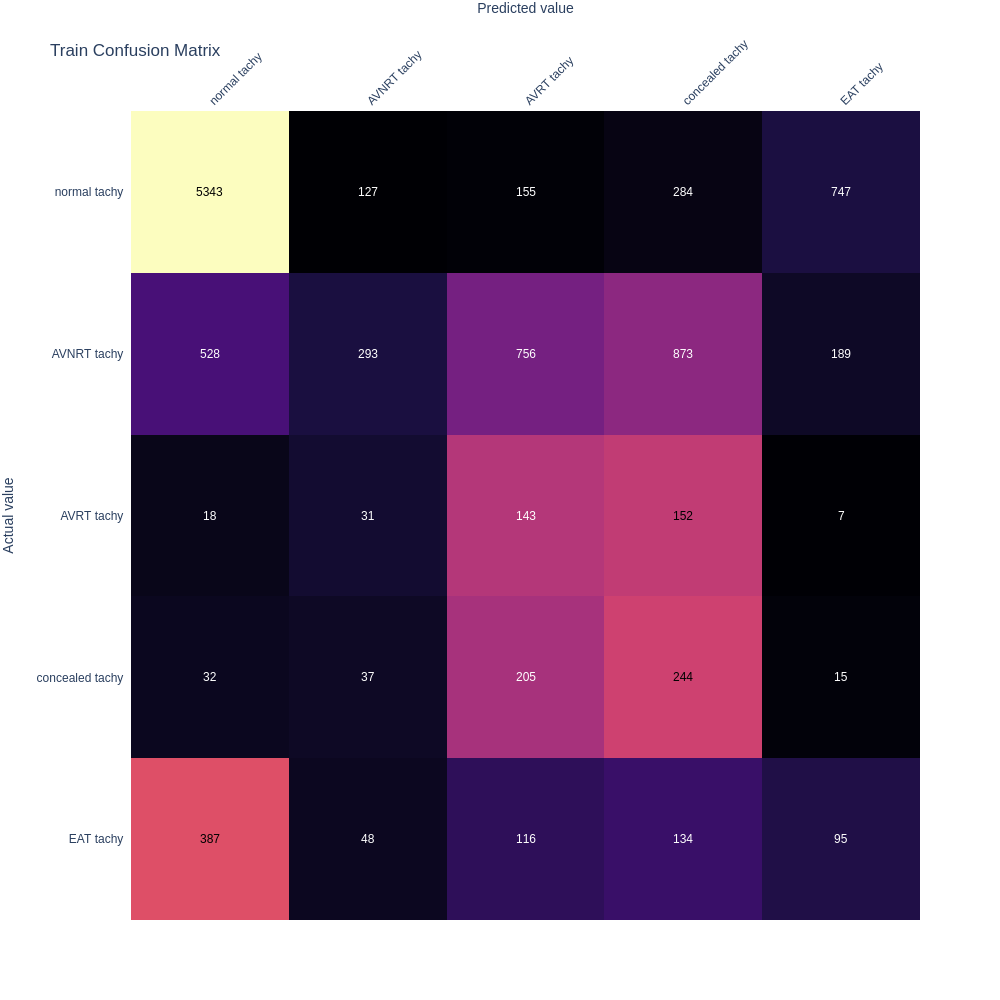 Predicted value
Train Confusion Matrix
normal tachy
AVNRT tachy
AVRT tachy
concealed tachy
EAT tachy
Actual value
normal tachy 5343 127 155 284 747
AVNRT tachy 528 293 756 873 189
AVRT tachy 18 31 143 152 7
concealed tachy 32 37 205 244 15
EAT tachy 387 48 116 134 95